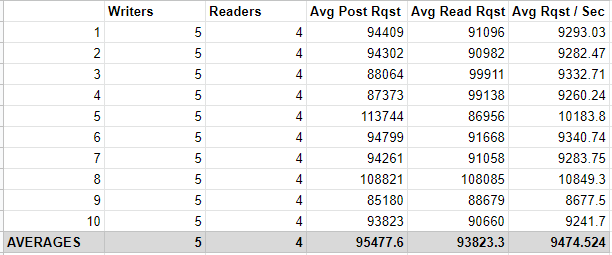 Writers Readers Avg Post Rqst Avg Read Rqst Avg Rqst / Sec
1 5 4 94409 91096 9293.03
2 5 4 94302 90982 9282.47
3 5 4 88064 99911 9332.71
4 5 4 87373 99138 9260.24
5 5 4 113744 86956 10183.8
6 5 4 94799 91668 9340.74
7 5 4 94261 91058 9283.75
8 5 4 108821 108085 10849.3
9 5 4 85180 88679 8677.5
10 5 4 93823 90660 9241.7
AVERAGES 5 4 95477.6 93823.3 9474.524